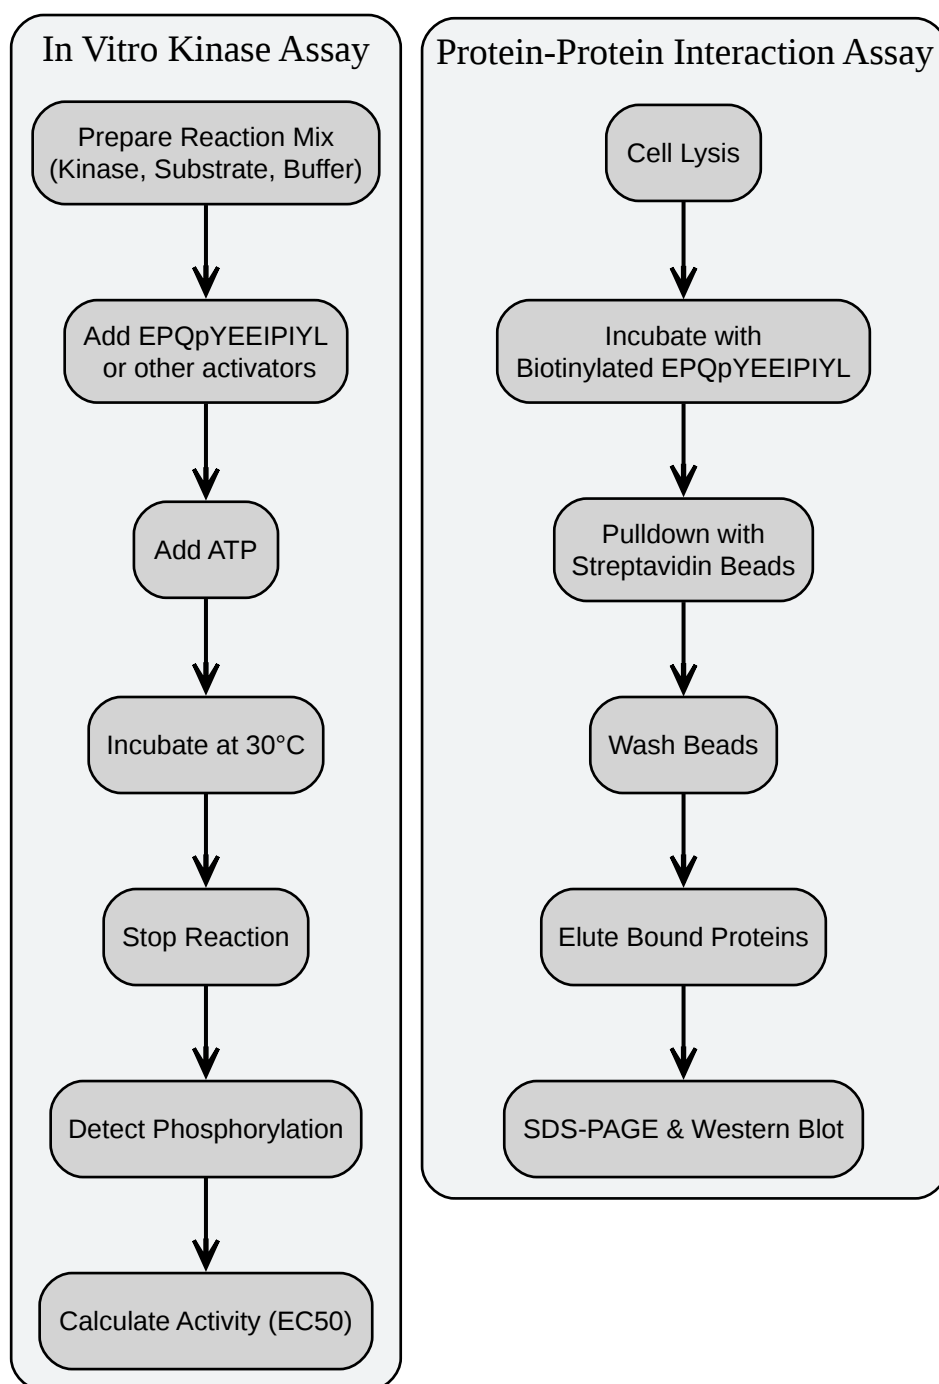 In Vitro Kinase Assay
Prepare Reaction Mix
(Kinase, Substrate, Buffer)
Add EPQpYEEIPIYL
or other activators
Add ATP
Incubate at 30°C
Stop Reaction
Detect Phosphorylation
Calculate Activity (EC50)
Protein-Protein Interaction Assay
Cell Lysis
Incubate with
Biotinylated EPQpYEEIPIYL
Pulldown with
Streptavidin Beads
Wash Beads
Elute Bound Proteins
SDS-PAGE & Western Blot